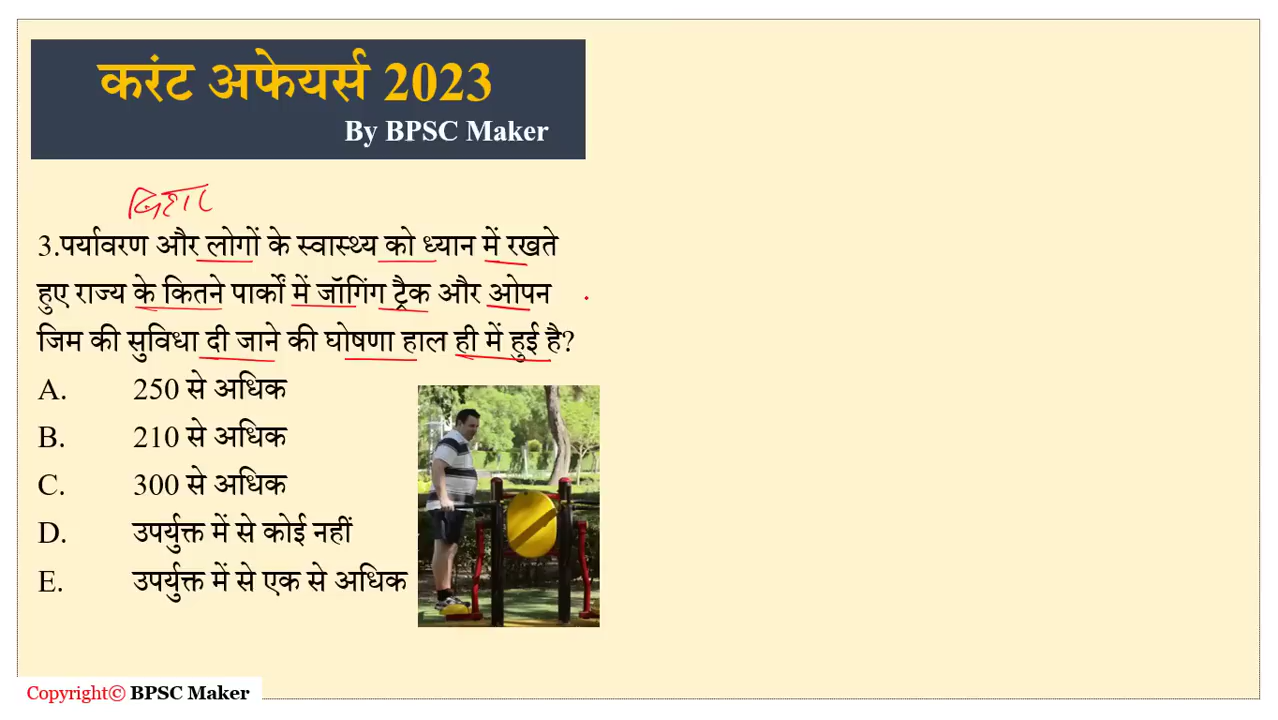 करंट अफेयर्स 2023
By BPSC Maker
बिहार
3.पर्यावरण और लोगों के स्वास्थ्य को ध्यान में रखते
हुए राज्य के कितने पार्कों में जॉगिंग ट्रैक और ओपन
जिम की सुविधा दी जाने की घोषणा हाल ही में हुई है?
A. 250 से अधिक
B. 210 से अधिक
C. 300 से अधिक
D. उपर्युक्त में से कोई नहीं
E. उपर्युक्त में से एक से अधिक
Copyright© BPSC Maker